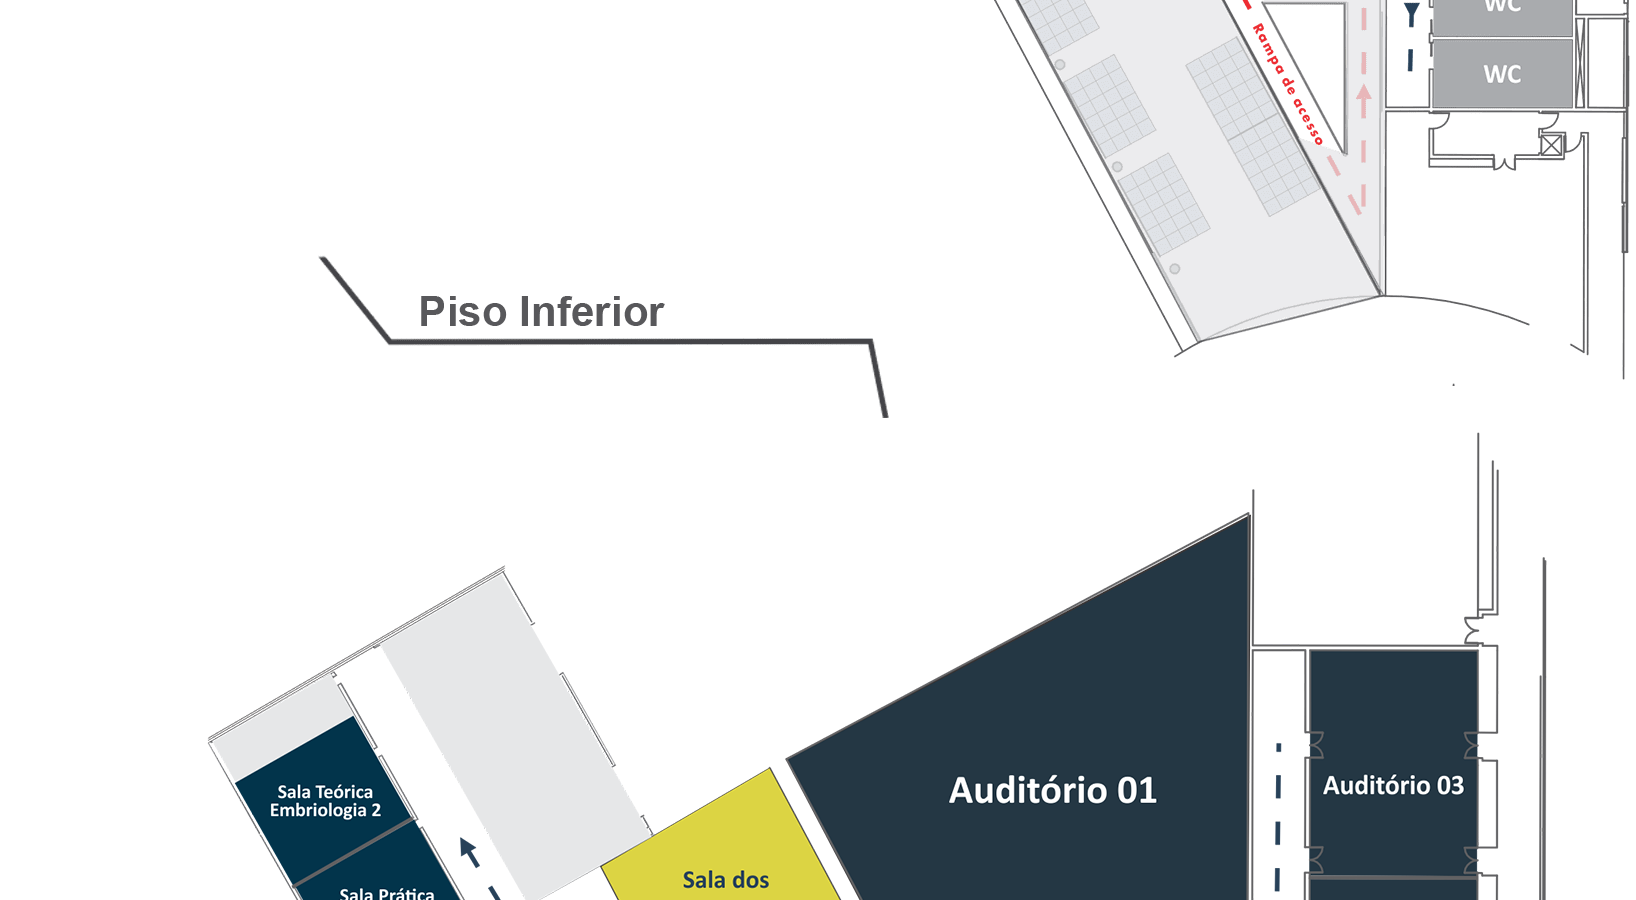 WC
WC
Rampa de acesso
Piso Inferior
Sala Teórica
Embriologia 2
Auditório 01
Auditório 03
Sala dos
Sala Prática